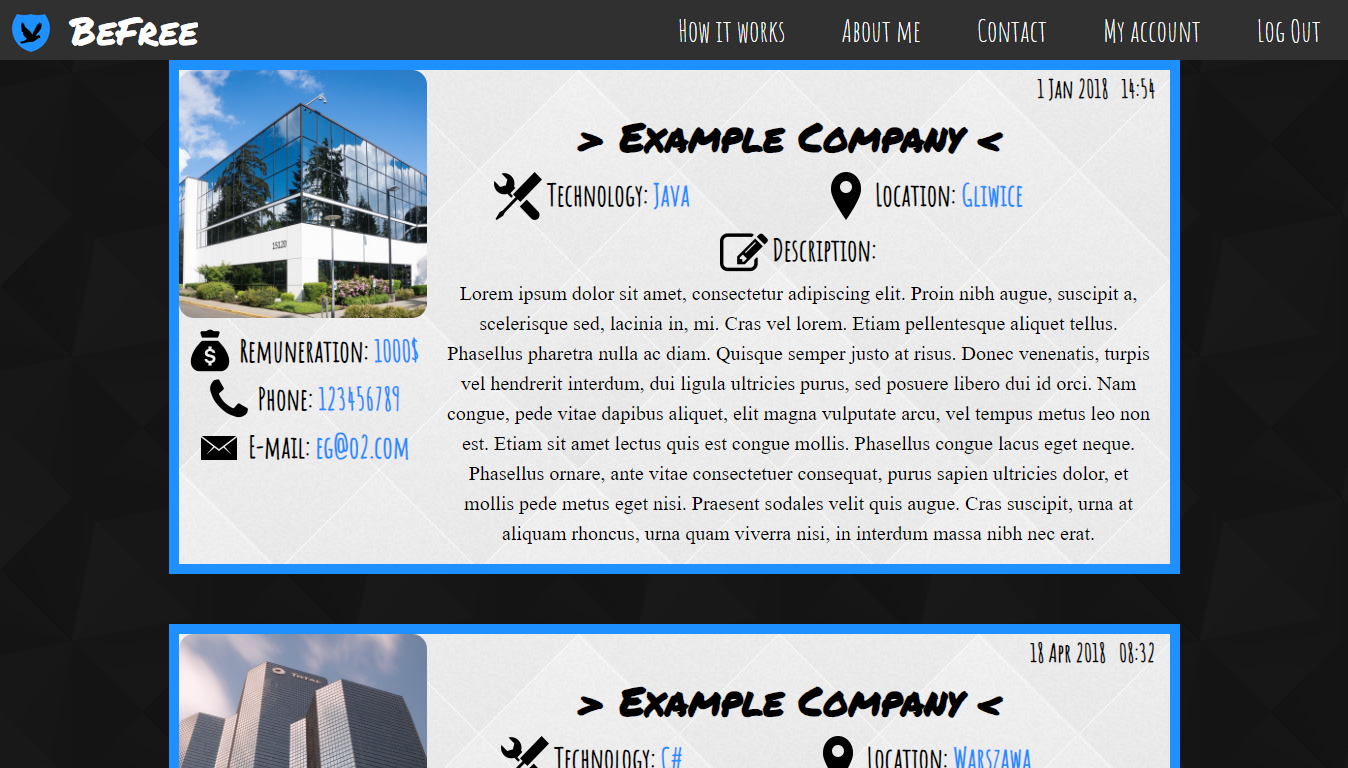 BeFree
How it works About me Contact My account Log Out
1 Jan 2018 14:54
> Example Company <
Technology: Java
Location: Gliwice
Description:
Lorem ipsum dolor sit amet, consectetur adipiscing elit. Proin nibh augue, suscipit a,
scelerisque sed, lacinia in, mi. Cras vel lorem. Etiam pellentesque aliquet tellus.
Phasellus pharetra nulla ac diam. Quisque semper justo at risus. Donec venenatis, turpis
vel hendrerit interdum, dui ligula ultricies purus, sed posuere libero dui id orci. Nam
congue, pede vitae dapibus aliquet, elit magna vulputate arcu, vel tempus metus leo non
est. Etiam sit amet lectus quis est congue mollis. Phasellus congue lacus eget neque.
Phasellus ornare, ante vitae consectetuer consequat, purus sapien ultricies dolor, et
mollis pede metus eget nisi. Praesent sodales velit quis augue. Cras suscipit, urna at
aliquam rhoncus, urna quam viverra nisi, in interdum massa nibh nec erat.
15120
$
Remuneration: 1000$
Phone: 123456789
E-mail: eg@o2.com
18 Apr 2018 08:32
> Example Company <
Technology: C#
Location: Warszawa
TOTAL